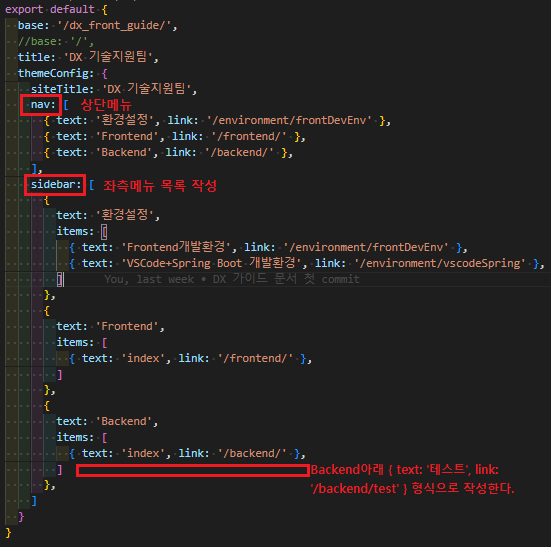 export default {
base: '/dx_front_guide/',
//base: '/',
title: 'DX 기술지원팀',
themeConfig: {
siteTitle: 'DX 기술지원팀',
nav: [ 상단메뉴
{ text: '환경설정', link: '/environment/frontDevEnv' },
{ text: 'Frontend', link: '/frontend/' },
{ text: 'Backend', link: '/backend/' },
],
sidebar: [ 좌측메뉴 목록 작성
{
text: '환경설정',
items: [
{ text: 'Frontend개발환경', link: '/environment/frontDevEnv' },
{ text: 'VSCode+Spring Boot 개발환경', link: '/environment/vscodeSpring' },
] You, last week • DX 가이드 문서 첫 commit
},
{
text: 'Frontend',
items: [
{ text: 'index', link: '/frontend/' },
]
},
{
text: 'Backend',
items: [
{ text: 'index', link: '/backend/' },
] Backend아래 { text: '테스트', link:
'/backend/test' } 형식으로 작성한다.
},
]
}
}